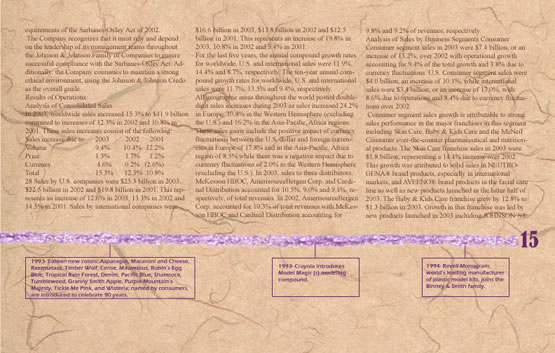 equirements of the Sarbanes-Oxley Act of 2002.
The Company recognizes that it must rely and depend
on the leadership of its management teams throughout
the Johnson & Johnson Family of Companies to ensure
successful compliance with the Sarbanes-Oxley Act. Ad-
ditionally the Company continues to maintain a strong
ethical environment, using the Johnson & Johnson Credo
as the overall guide.
Results of Operations
Analysis of Consolidated Sales
In 2003, worldwide sales increased 15.3% to $41.9 billion
compared to increases of 12.3% in 2002 and 10.8% in
2001. These sales increases consist of the following:
Sales increase due to 2003 2002 2001
Volume 9.4% 10.4% 12.2%
Price 1.3% 1.7% 1.2%
Currency 4.6% 0.2% (2.6%)
Total 15.3% 12.3% 10.8%
28 Sales by U.S. companies were $25.3 billion in 2003,
$22.5 billion in 2002 and $19.8 billion in 2001. This rep-
resents an increase of 12.6% in 2003, 13.3% in 2002 and
14.5% in 2001. Sales by international companies were
$16.6 billion in 2003, $13.8 billion in 2002 and $12.5
billion in 2001. This represents an increase of 19.8% in
2003, 10.8% in 2002 and 5.4% in 2001.
For the last five years, the annual compound growth rates
for worldwide, U.S. and international sales were 11.9%,
14.4% and 8.7%, respectively. The ten-year annual com-
pound growth rates for worldwide, U.S. and international
sales were 11.7%, 13.5% and 9.4%, respectively.
All geographic areas throughout the world posted double-
digit sales increases during 2003 as sales increased 24.2%
in Europe, 37.8% in the Western Hemisphere (excluding
the U.S.) and 16.2% in the Asia-Pacific, Africa regions.
These sales gains include the positive impact of currency
fluctuations between the U.S. dollar and foreign curren-
cies in Europe of 17.8% and in the Asia-Pacific, Africa
region of 8.5% while there was a negative impact due to
currency fluctuations of 2.0% in the Western Hemisphere
(excluding the U.S.). In 2003, sales to three distributors,
McKesson HBOC, AmerisourceBergen Corp. and Cardi-
nal Distribution accounted for 10.5%, 9.0% and 9.1%, re-
spectively, of total revenues. In 2002, AmerisourceBergen
Corp. accounted for 10.3% of total revenues with McKes-
son HBOC and Cardinal Distribution accounting for
9.8% and 9.2% of revenues, respectively.
Analysis of Sales by Business Segments Consumer
Consumer segment sales in 2003 were $7.4 billion, or an
increase of 13.2%, over 2002 with operational growth
accounting for 9.4% of the total growth and 3.8% due to
currency fluctuations. U.S. Consumer segment sales were
$4.0 billion, an increase of 10.1%, while international
sales were $3.4 billion, or an increase of 17.0%, with
8.6% due to operations and 8.4% due to currency fluctua-
tions over 2002.
Consumer segment sales growth is attributable to strong
sales performance in the major franchises in this segment
including Skin Care, Baby & Kids Care and the McNeil
Consumer over-the-counter pharmaceutical and nutrition-
al products. The Skin Care franchise sales in 2003 were
$1.8 billion, representing a 14.4% increase over 2002.
This growth was attributed to solid sales in NEUTRO-
GENA® brand products, especially in international
markets, and AVEENO® brand products in the facial care
line as well as new products launched in the latter half of
2003. The Baby & Kids Care franchise grew by 12.8% to
$1.3 billion in 2003. Growth in this franchise was led by
new products launched in 2003 including JOHNSON'S®
15
1993- Sixteen new colors: Asparagus, Macaroni and Cheese,
Razzmatazz, Timber Wolf, Cerise, Mauvelous, Robin's Egg
Blue, Tropical Rain Forest, Denim, Pacific Blue, Shamrock,
Tumbleweed, Granny Smith Apple, Purple Mountain's
Majesty, Tickle Me Pink, and Wisteria; named by consumers,
are introduced to celebrate 90 years.
1993-Crayola introduces
Model Magic (r) modeling
compound.
1994- Revell-Monogram,
world's leading manufacturer
of plastic model kits, joins the
Binney & Smith family.